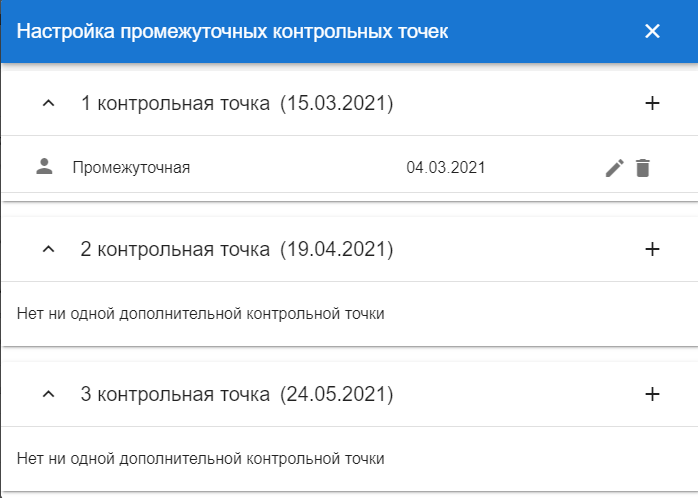 Настройка промежуточных контрольных точек
1 контрольная точка (15.03.2021)
Промежуточная 04.03.2021
2 контрольная точка (19.04.2021)
Нет ни одной дополнительной контрольной точки
3 контрольная точка (24.05.2021)
Нет ни одной дополнительной контрольной точки